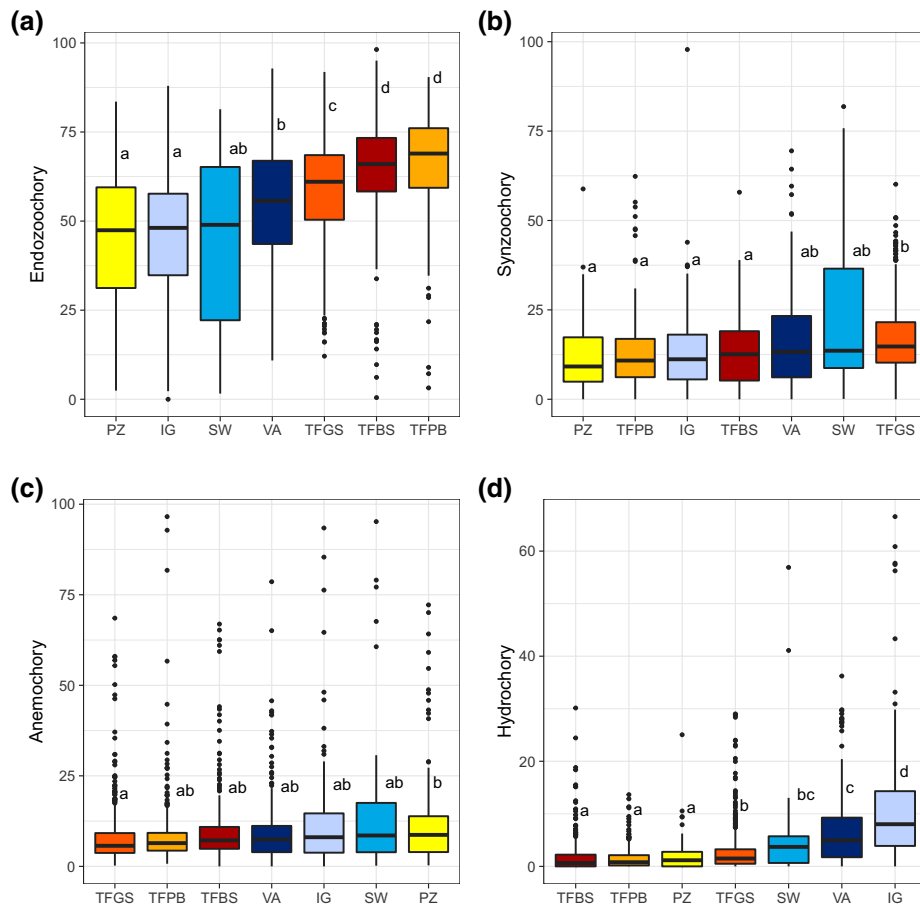 (a)
Endozoochory
100
75
50
25
0
a a ab b c d d
PZ IG SW VA TFGS TFBS TFPB
(b)
Synzoochory
100
75
50
25
0
a a a a ab ab b
PZ TFPB IG TFBS VA SW TFGS
(c)
Anemochory
100
75
50
25
0
a ab ab ab ab ab b
TFGS TFPB TFBS VA IG SW PZ
(d)
Hydrochory
60
40
20
0
a a a b bc c d
TFBS TFPB PZ TFGS SW VA IG